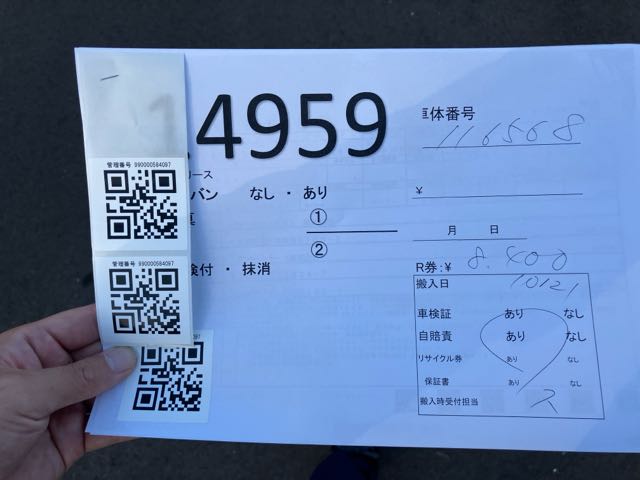 4959
車体番号
116568
管理番号 990000584097
リース
バン なし ・ あり
¥
①
②
月 日
検付 ・ 抹消
R券:¥ 8.400
管理番号 990000584097
搬入日 10/21
車検証 あり なし
自賠責 あり なし
リサイクル券 あり なし
保証書 あり なし
搬入時受付担当